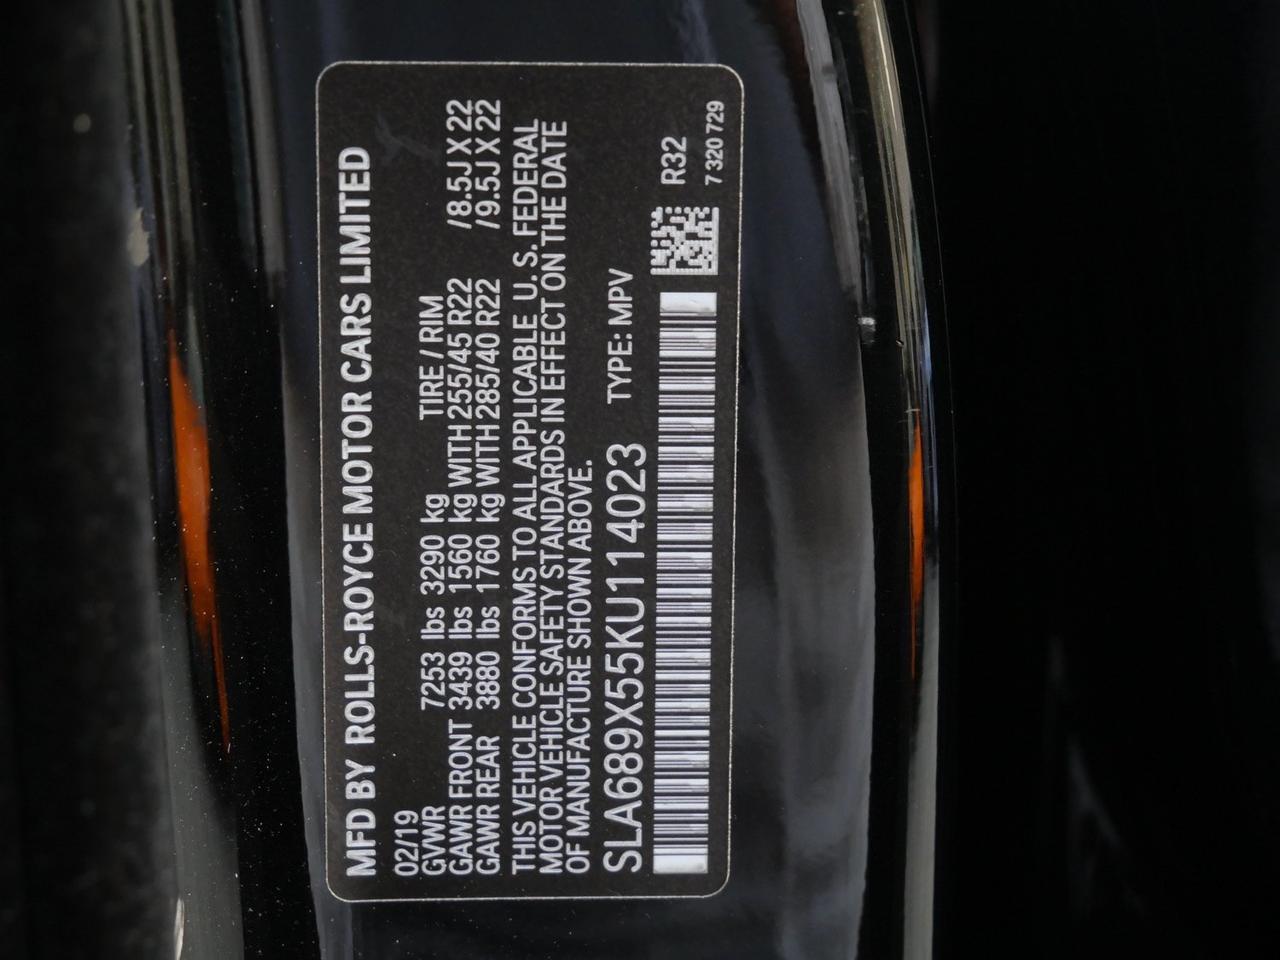 MFD BY ROLLS-ROYCE MOTOR CARS LIMITED
02/19
GVWR 7253 lbs 3290 kg TIRE / RIM
GAWR FRONT 3439 lbs 1560 kg WITH 255/45 R22 /8.5J X 22
GAWR REAR 3880 lbs 1760 kg WITH 285/40 R22 /9.5J X 22
THIS VEHICLE CONFORMS TO ALL APPLICABLE U. S. FEDERAL
MOTOR VEHICLE SAFETY STANDARDS IN EFFECT ON THE DATE
OF MANUFACTURE SHOWN ABOVE.
SLA689X55KU114023 TYPE: MPV
R32
7 320 729